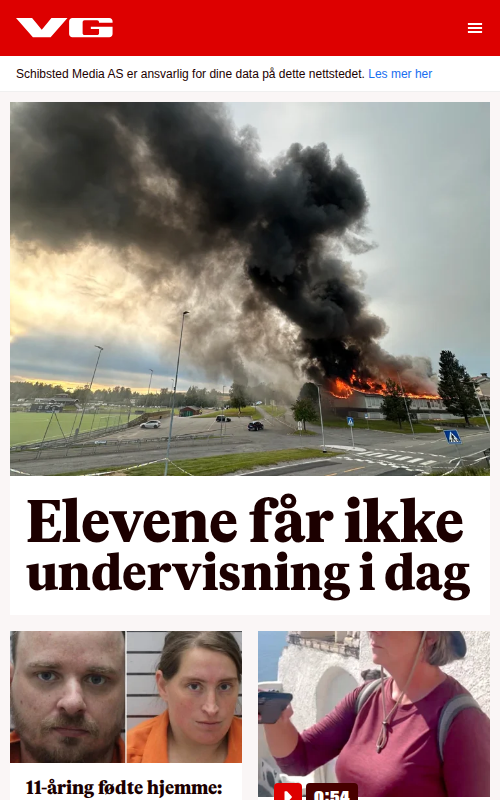 VG
Schibsted Media AS er ansvarlig for dine data på dette nettstedet. Les mer her
Elevene får ikke
undervisning i dag
11-åring fødte hjemme:
0:54